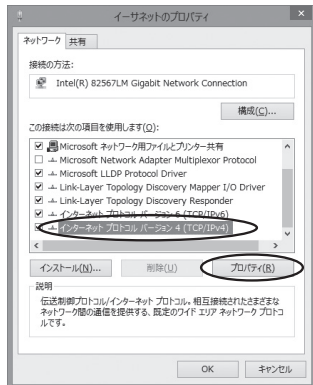 イーサネットのプロパティ
ネットワーク 共有
接続の方法:
Intel(R) 82567LM Gigabit Network Connection
構成(C)...
この接続は次の項目を使用します(O):
Microsoft ネットワーク用ファイルとプリンター共有
Microsoft Network Adapter Multiplexor Protocol
Microsoft LLDP Protocol Driver
Link-Layer Topology Discovery Mapper I/O Driver
Link-Layer Topology Discovery Responder
インターネット プロトコル バージョン 6 (TCP/IPv6)
インターネット プロトコル バージョン 4 (TCP/IPv4)
インストール(N)... 削除(U) プロパティ(R)
説明
伝送制御プロトコル/インターネット プロトコル。相互接続されたさまざまな
ネットワーク間の通信を提供する、既定のワイド エリア ネットワーク プロトコ
ルです。
OK キャンセル